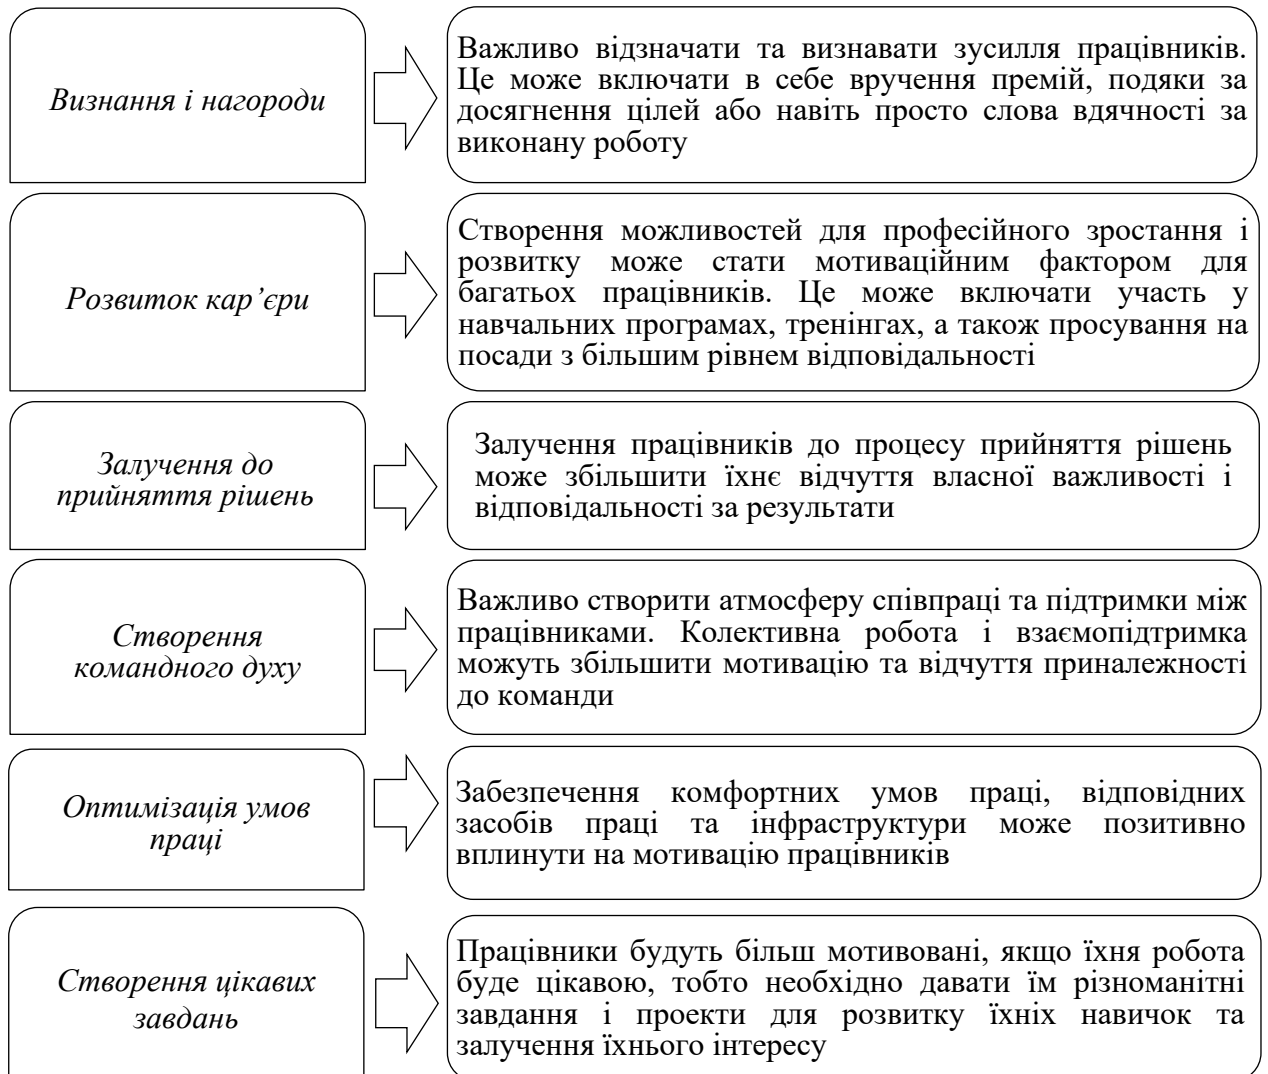 Визнання і нагороди
Важливо відзначати та визнавати зусилля працівників.
Це може включати в себе вручення премій, подяки за
досягнення цілей або навіть просто слова вдячності за
виконану роботу
Розвиток кар’єри
Створення можливостей для професійного зростання і
розвитку може стати мотиваційним фактором для
багатьох працівників. Це може включати участь у
навчальних програмах, тренінгах, а також просування на
посади з більшим рівнем відповідальності
Залучення до
прийняття рішень
Залучення працівників до процесу прийняття рішень
може збільшити їхнє відчуття власної важливості і
відповідальності за результати
Створення
командного духу
Важливо створити атмосферу співпраці та підтримки між
працівниками. Колективна робота і взаємопідтримка
можуть збільшити мотивацію та відчуття приналежності
до команди
Оптимізація умов
праці
Забезпечення комфортних умов праці, відповідних
засобів праці та інфраструктури може позитивно
вплинути на мотивацію працівників
Створення цікавих
завдань
Працівники будуть більш мотивовані, якщо їхня робота
буде цікавою, тобто необхідно давати їм різноманітні
завдання і проекти для розвитку їхніх навичок та
залучення їхнього інтересу